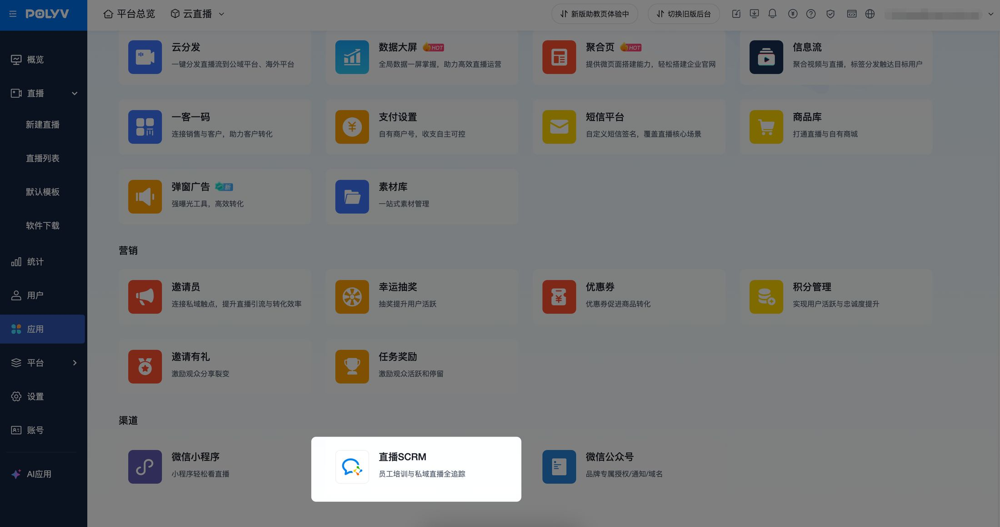 POLYV
平台总览
云直播
新版助教页体验中
切换旧版后台
概览
直播
新建直播
直播列表
默认模板
软件下载
统计
用户
应用
平台
设置
账号
AI应用
云分发
一键分发直播流到公域平台、海外平台
数据大屏 HOT
全局数据一屏掌握，助力高效直播运营
聚合页 HOT
提供微页面搭建能力，轻松搭建企业官网
信息流
聚合视频与直播，标签分发触达目标用户
一客一码
连接销售与客户，助力客户转化
支付设置
自有商户号，收支自主可控
短信平台
自定义短信签名，覆盖直播核心场景
商品库
打通直播与自有商城
弹窗广告 新
强曝光工具，高效转化
素材库
一站式素材管理
营销
邀请员
连接私域触点，提升直播引流与转化效率
幸运抽奖
抽奖提升用户活跃
优惠券
优惠券促进商品转化
积分管理
实现用户活跃与忠诚度提升
邀请有礼
激励观众分享裂变
任务奖励
激励观众活跃和停留
渠道
微信小程序
小程序轻松看直播
直播SCRM
员工培训与私域直播全追踪
微信公众号
品牌专属授权/通知/域名